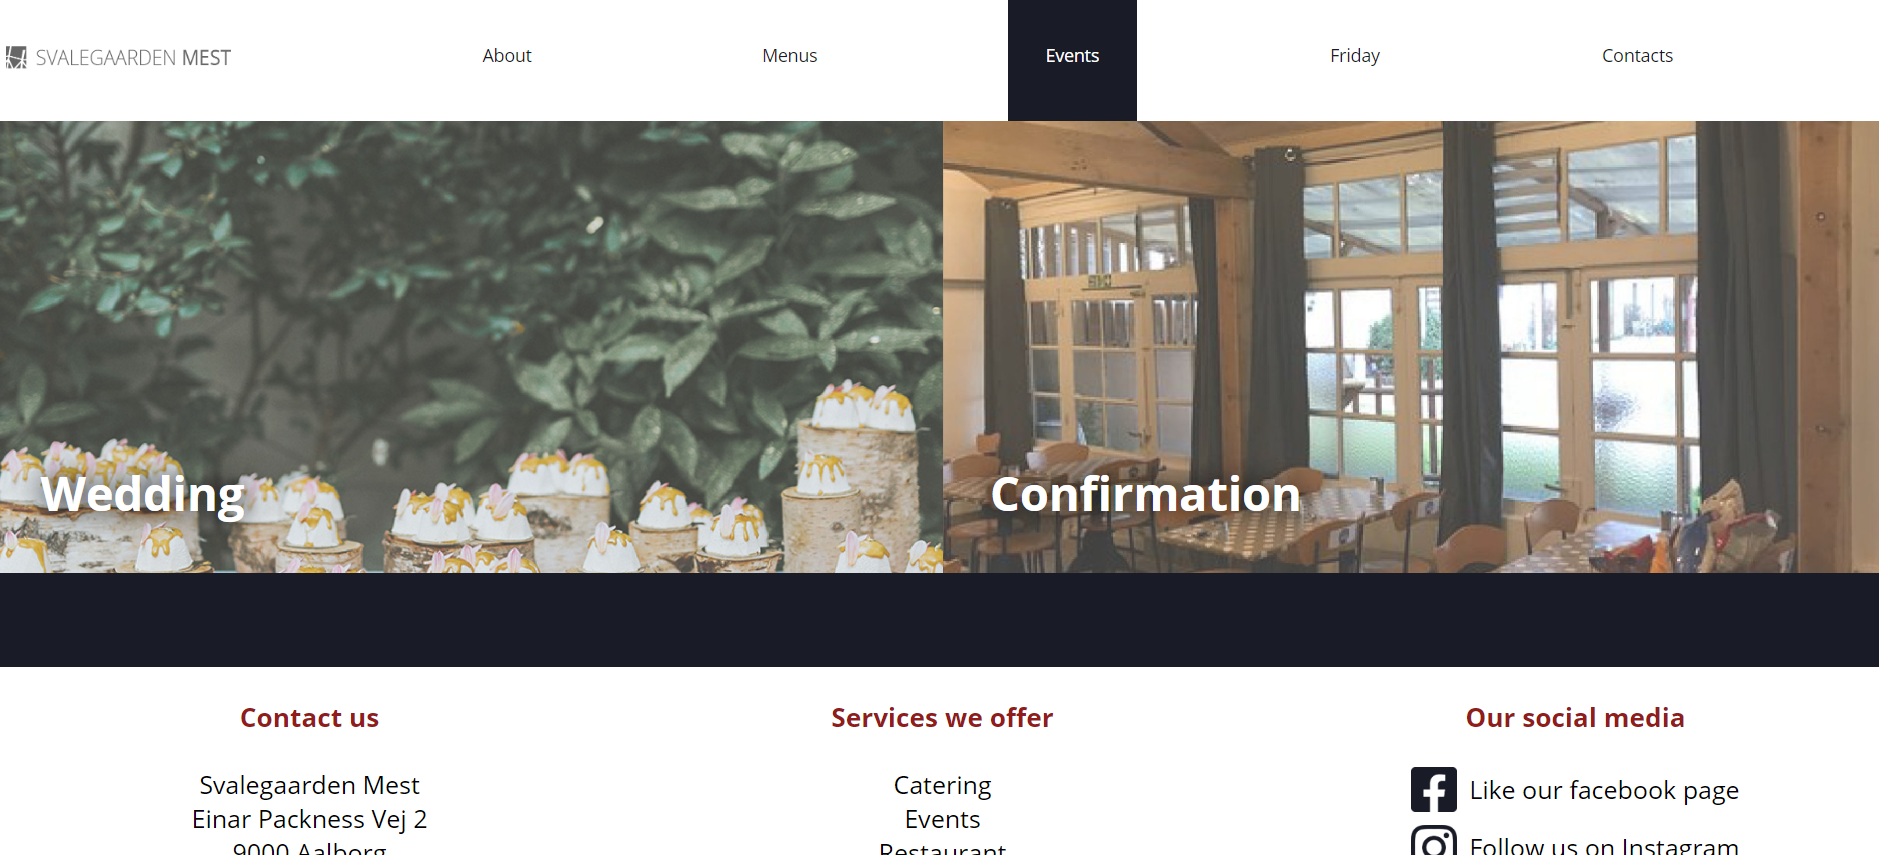 SVALEGAARDEN MEST
About
Menus
Events
Friday
Contacts
Wedding
Confirmation
Contact us
Svalegaarden Mest
Einar Packness Vej 2
9000 Aalborg
Services we offer
Catering
Events
Restaurant
Our social media
Like our facebook page
Follow us on Instagram